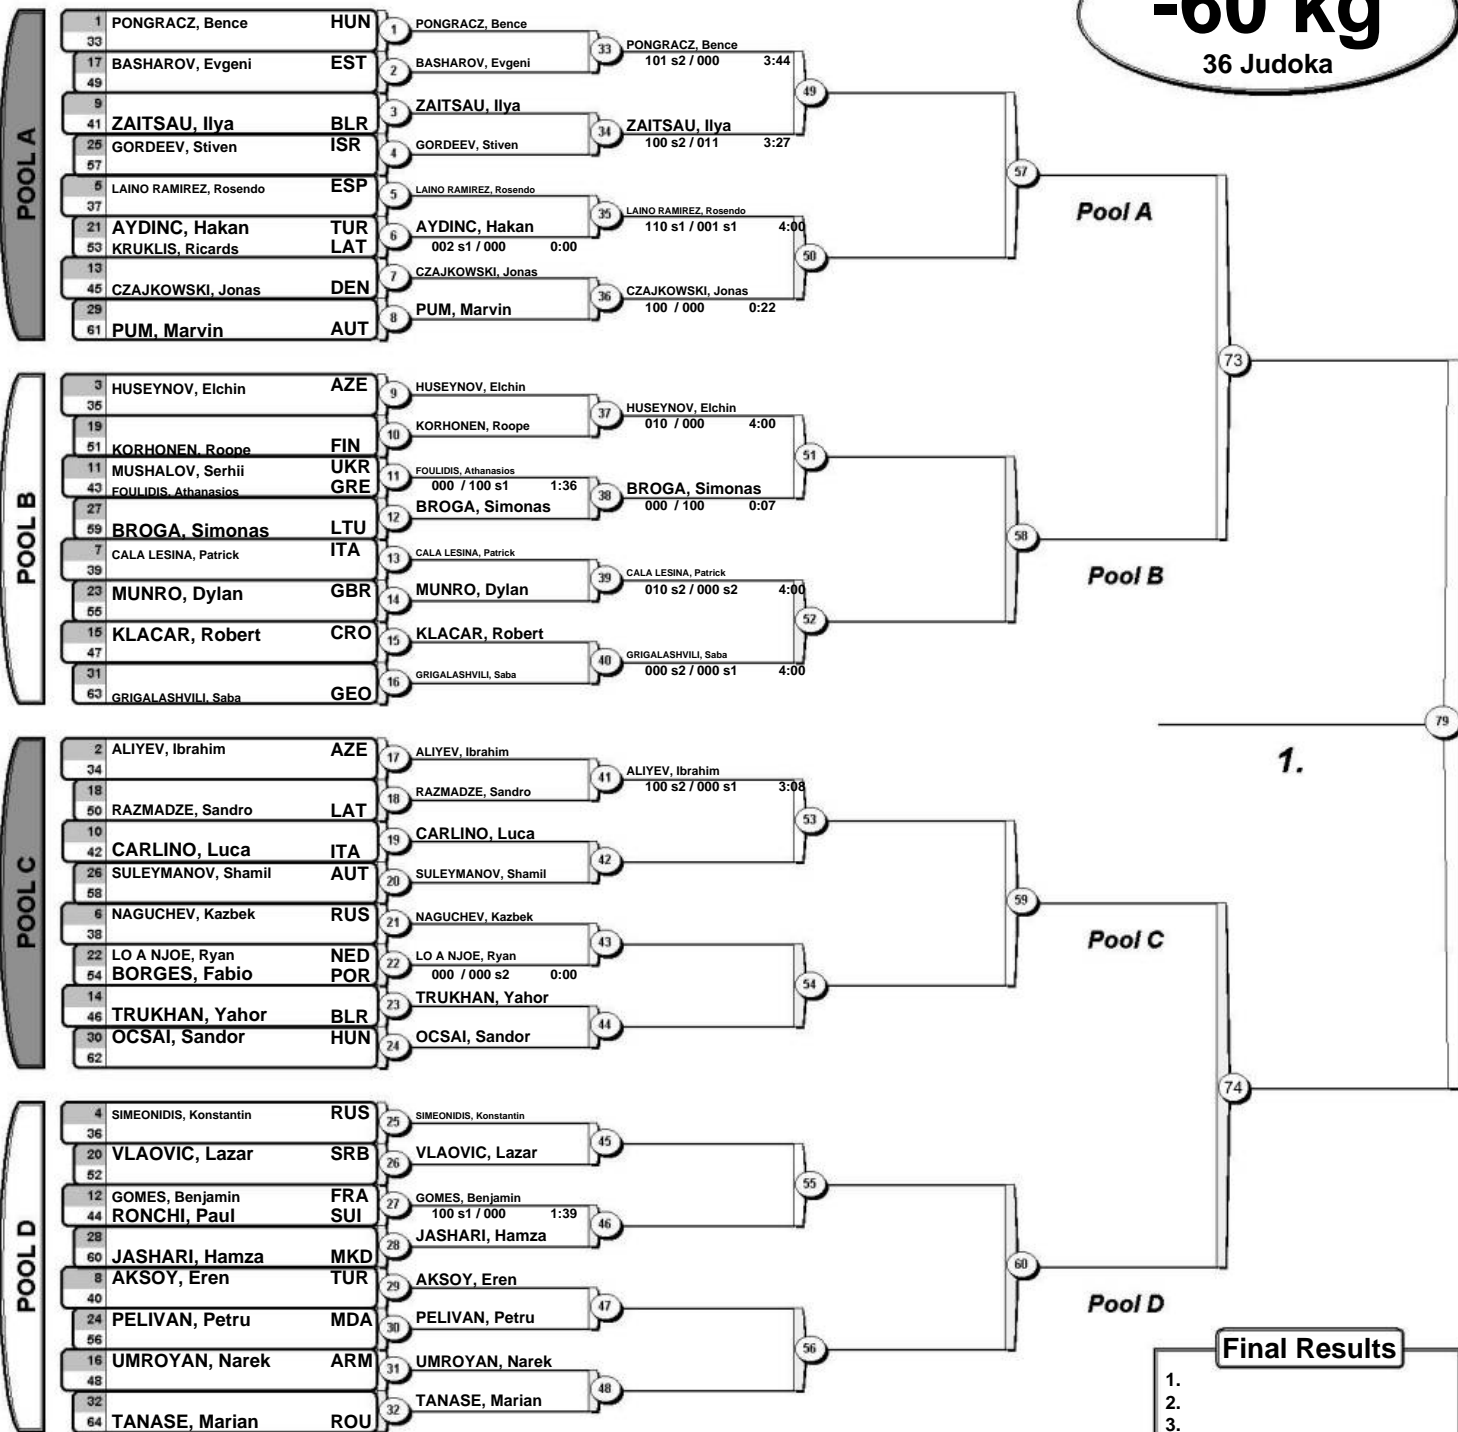 -60 kg
36 Judoka
POOL A
1 PONGRACZ, Bence HUN
33
17 BASHAROV, Evgeni EST
49
9
41 ZAITSAU, Ilya BLR
25 GORDEEV, Stiven ISR
57
5 LAINO RAMIREZ, Rosendo ESP
37
21 AYDINC, Hakan TUR
53 KRUKLIS, Ricards LAT
13
45 CZAJKOWSKI, Jonas DEN
29
61 PUM, Marvin AUT
1 PONGRACZ, Bence
2 BASHAROV, Evgeni
3 ZAITSAU, Ilya
4 GORDEEV, Stiven
5 LAINO RAMIREZ, Rosendo
6 AYDINC, Hakan
002 s1 / 000 0:00
7 CZAJKOWSKI, Jonas
8 PUM, Marvin
33 PONGRACZ, Bence
101 s2 / 000 3:44
34 ZAITSAU, Ilya
100 s2 / 011 3:27
35 LAINO RAMIREZ, Rosendo
110 s1 / 001 s1 4:00
36 CZAJKOWSKI, Jonas
100 / 000 0:22
49
50
57
Pool A
POOL B
3 HUSEYNOV, Elchin AZE
35
19
51 KORHONEN, Roope FIN
11 MUSHALOV, Serhii UKR
43 FOULIDIS, Athanasios GRE
27
59 BROGA, Simonas LTU
7 CALA LESINA, Patrick ITA
39
23 MUNRO, Dylan GBR
55
15 KLACAR, Robert CRO
47
31
63 GRIGALASHVILI, Saba GEO
9 HUSEYNOV, Elchin
10 KORHONEN, Roope
11 FOULIDIS, Athanasios
000 / 100 s1 1:36
12 BROGA, Simonas
13 CALA LESINA, Patrick
14 MUNRO, Dylan
15 KLACAR, Robert
16 GRIGALASHVILI, Saba
37 HUSEYNOV, Elchin
010 / 000 4:00
38 BROGA, Simonas
000 / 100 0:07
39 CALA LESINA, Patrick
010 s2 / 000 s2 4:00
40 GRIGALASHVILI, Saba
000 s2 / 000 s1 4:00
51
52
58
Pool B
73
79
1.
POOL C
2 ALIYEV, Ibrahim AZE
34
18
50 RAZMADZE, Sandro LAT
10
42 CARLINO, Luca ITA
26 SULEYMANOV, Shamil AUT
58
6 NAGUCHEV, Kazbek RUS
38
22 LO A NJOE, Ryan NED
54 BORGES, Fabio POR
14
46 TRUKHAN, Yahor BLR
30 OCSAI, Sandor HUN
62
17 ALIYEV, Ibrahim
18 RAZMADZE, Sandro
19 CARLINO, Luca
20 SULEYMANOV, Shamil
21 NAGUCHEV, Kazbek
22 LO A NJOE, Ryan
000 / 000 s2 0:00
23 TRUKHAN, Yahor
24 OCSAI, Sandor
41 ALIYEV, Ibrahim
100 s2 / 000 s1 3:08
42
43
44
53
54
59
Pool C
POOL D
4 SIMEONIDIS, Konstantin RUS
36
20 VLAOVIC, Lazar SRB
52
12 GOMES, Benjamin FRA
44 RONCHI, Paul SUI
28
60 JASHARI, Hamza MKD
8 AKSOY, Eren TUR
40
24 PELIVAN, Petru MDA
56
16 UMROYAN, Narek ARM
48
32
64 TANASE, Marian ROU
25 SIMEONIDIS, Konstantin
26 VLAOVIC, Lazar
27 GOMES, Benjamin
100 s1 / 000 1:39
28 JASHARI, Hamza
29 AKSOY, Eren
30 PELIVAN, Petru
31 UMROYAN, Narek
32 TANASE, Marian
45
46
47
48
55
56
60
Pool D
74
Final Results
1.
2.
3.